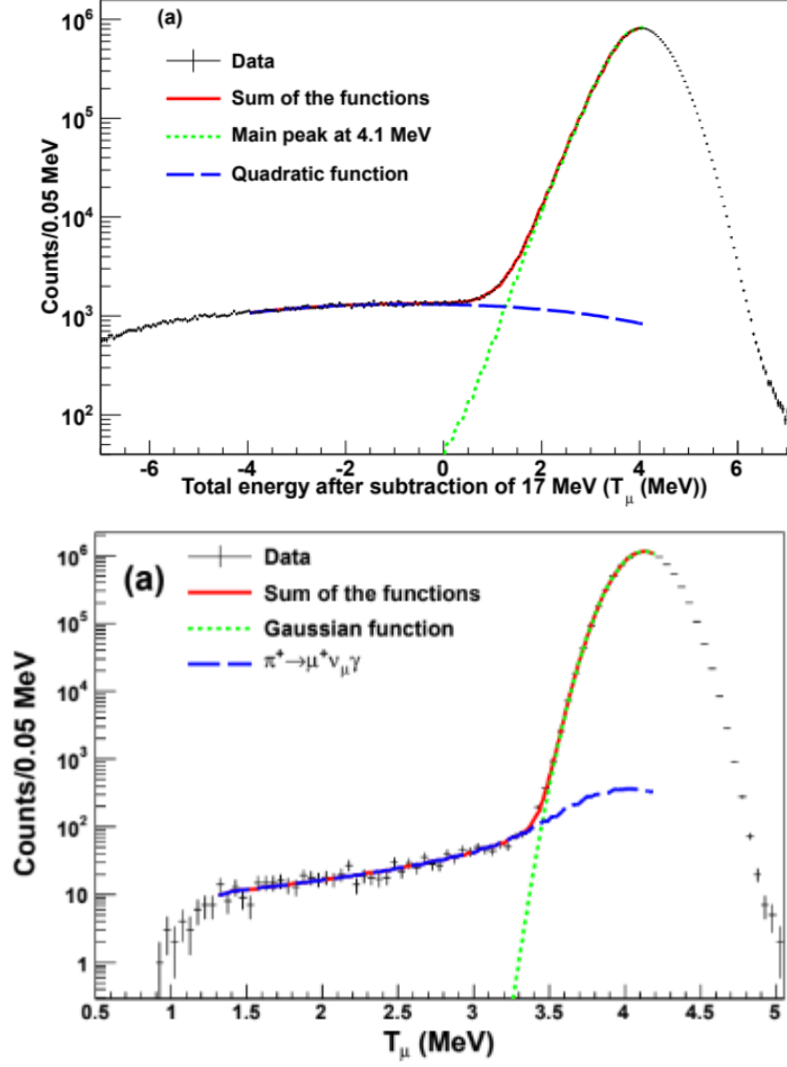 (a)
Data
Sum of the functions
Main peak at 4.1 MeV
Quadratic function
Counts/0.05 MeV
10⁶
10⁵
10⁴
10³
10²
-6 -4 -2 0 2 4 6
Total energy after subtraction of 17 MeV (Tμ (MeV))
(a)
Data
Sum of the functions
Gaussian function
π⁺→μ⁺νμγ
Counts/0.05 MeV
10⁶
10⁵
10⁴
10³
10²
10
1
0.5 1 1.5 2 2.5 3 3.5 4 4.5 5
Tμ (MeV)